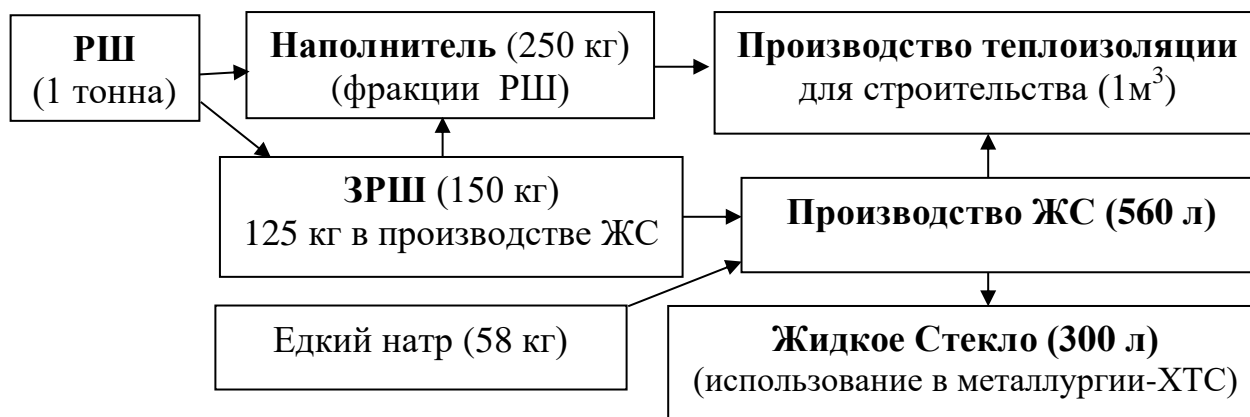 РШ
(1 тонна)
Наполнитель (250 кг)
(фракции РШ)
Производство теплоизоляции
для строительства (1м³)
ЗРШ (150 кг)
125 кг в производстве ЖС
Производство ЖС (560 л)
Едкий натр (58 кг)
Жидкое Стекло (300 л)
(использование в металлургии-ХТС)